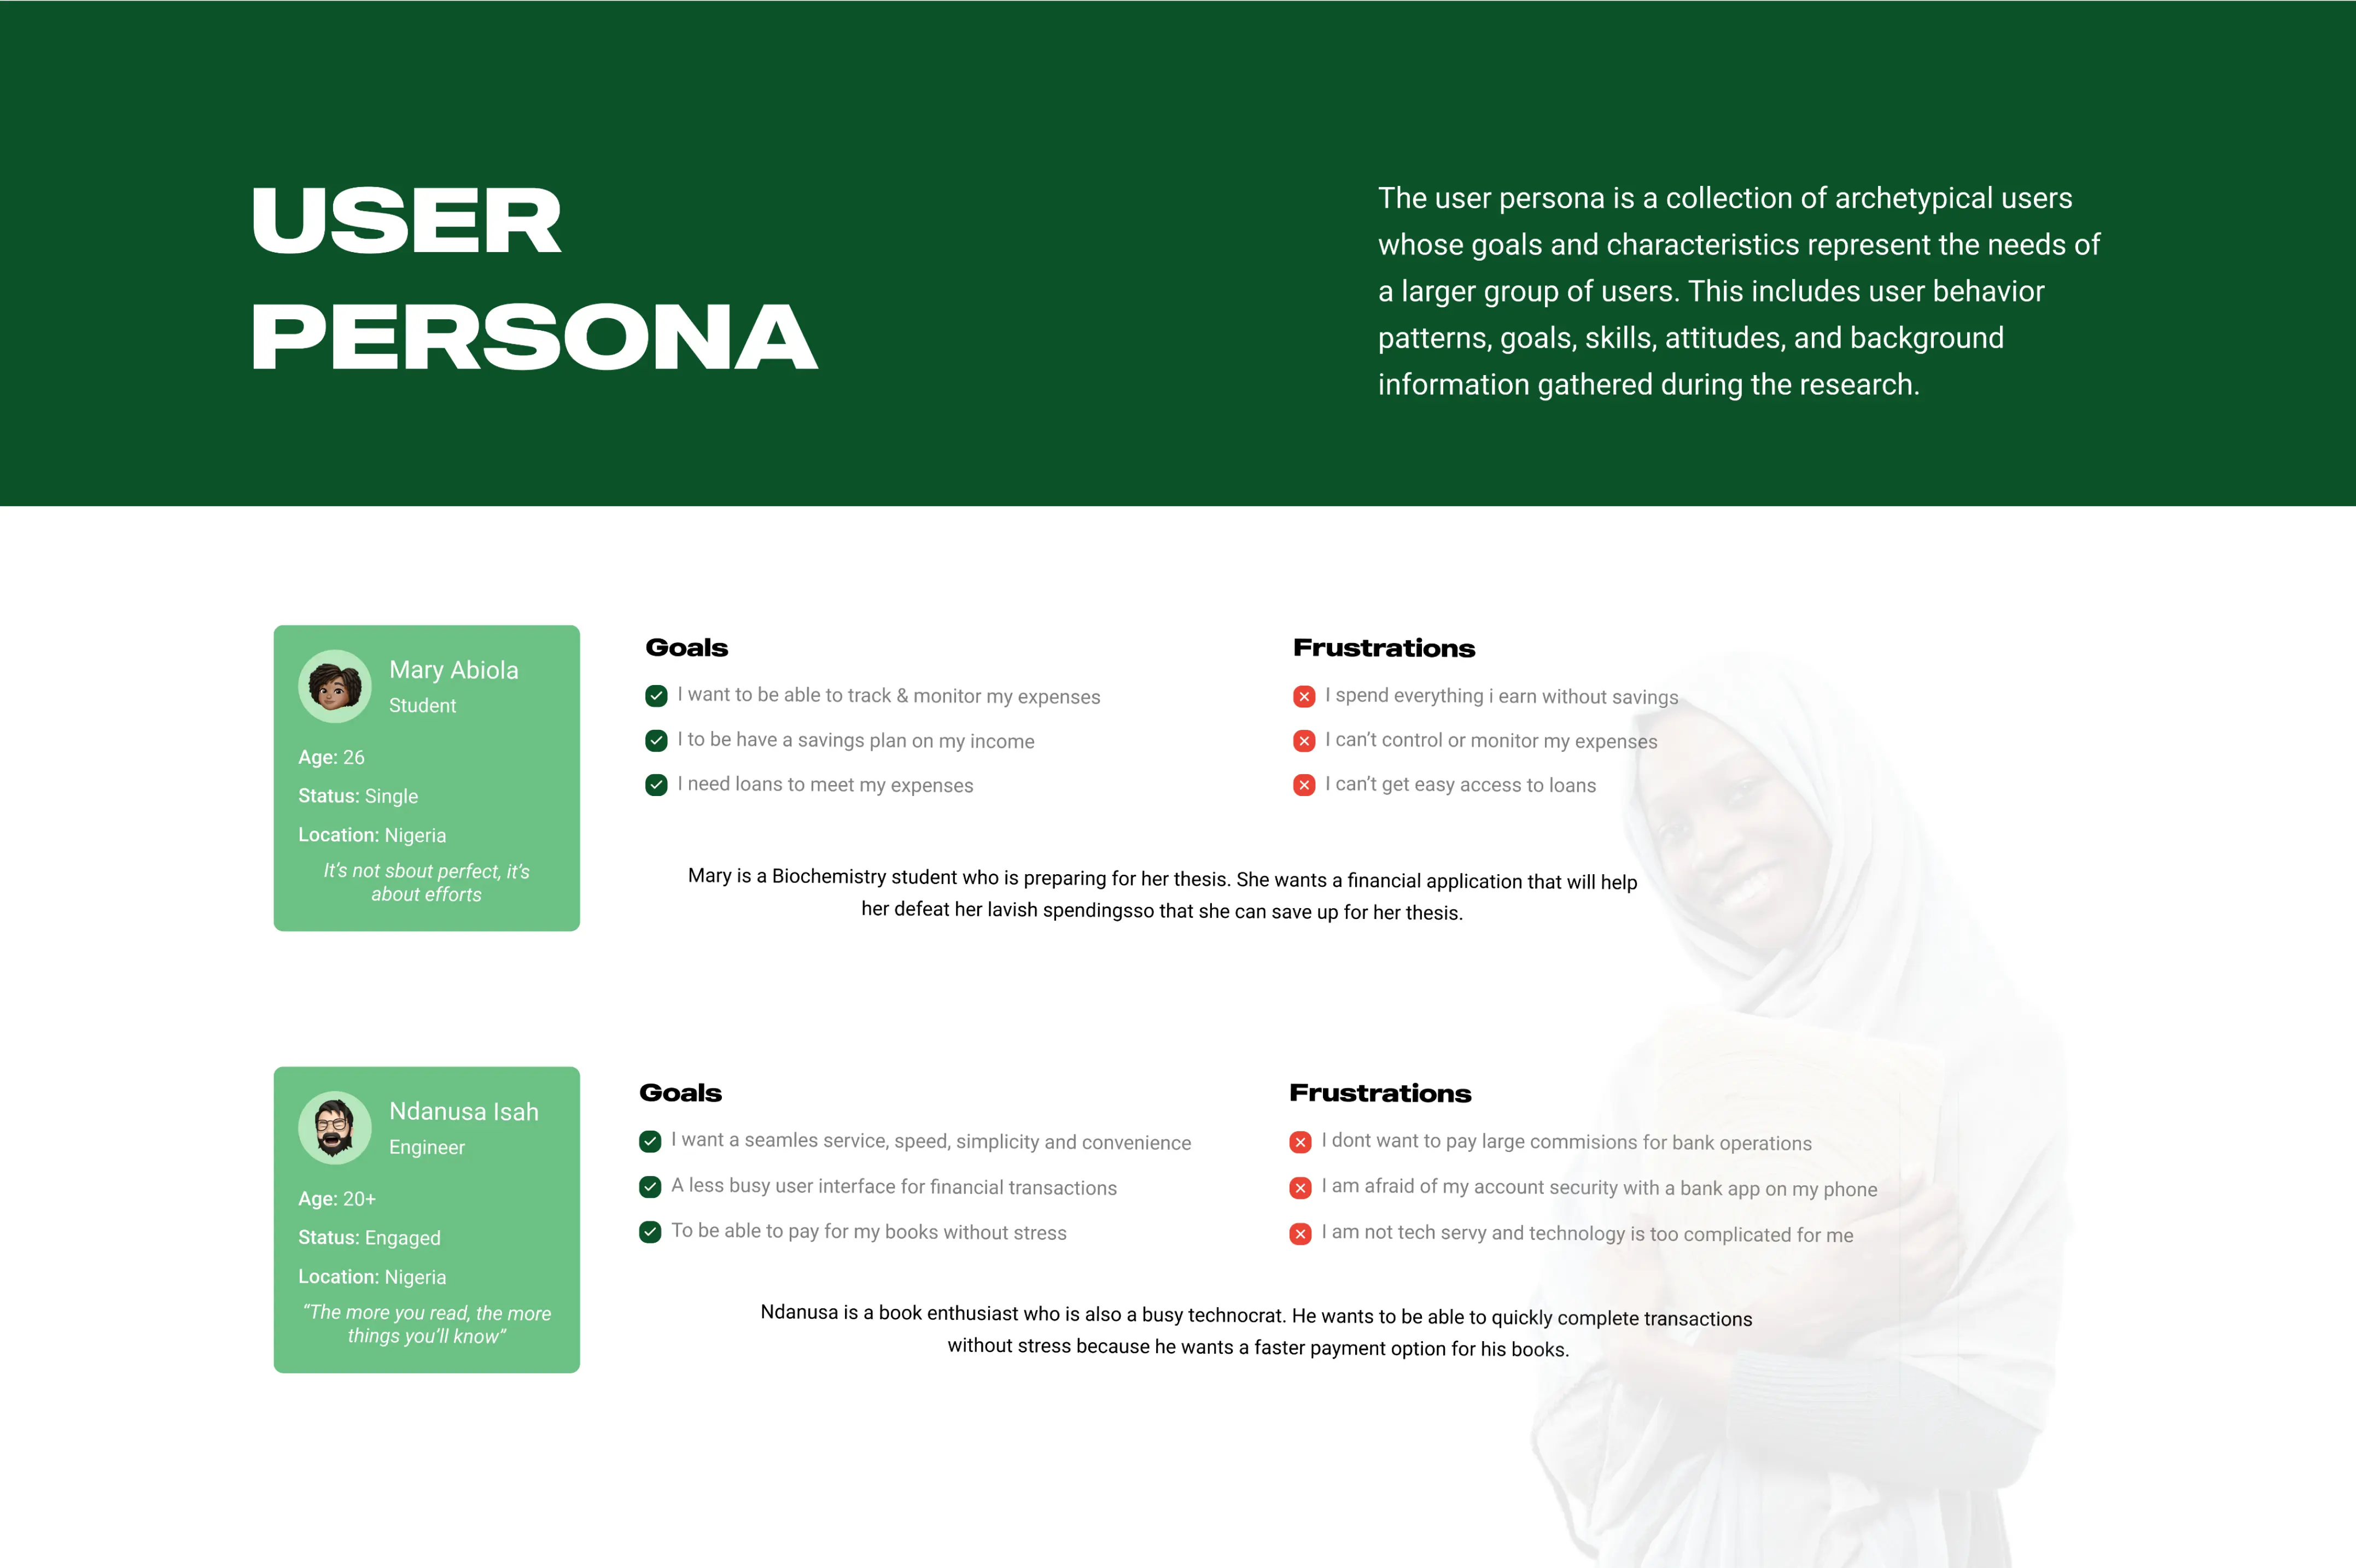 USER
PERSONA
The user persona is a collection of archetypical users
whose goals and characteristics represent the needs of
a larger group of users. This includes user behavior
patterns, goals, skills, attitudes, and background
information gathered during the research.
Mary Abiola
Student
Age: 26
Status: Single
Location: Nigeria
It’s not sbout perfect, it’s
about efforts
Goals
I want to be able to track & monitor my expenses
I to be have a savings plan on my income
I need loans to meet my expenses
Frustrations
I spend everything i earn without savings
I can’t control or monitor my expenses
I can’t get easy access to loans
Mary is a Biochemistry student who is preparing for her thesis. She wants a financial application that will help
her defeat her lavish spendingsso that she can save up for her thesis.
Ndanusa Isah
Engineer
Age: 20+
Status: Engaged
Location: Nigeria
“The more you read, the more
things you’ll know”
Goals
I want a seamles service, speed, simplicity and convenience
A less busy user interface for financial transactions
To be able to pay for my books without stress
Frustrations
I dont want to pay large commisions for bank operations
I am afraid of my account security with a bank app on my phone
I am not tech servy and technology is too complicated for me
Ndanusa is a book enthusiast who is also a busy technocrat. He wants to be able to quickly complete transactions
without stress because he wants a faster payment option for his books.